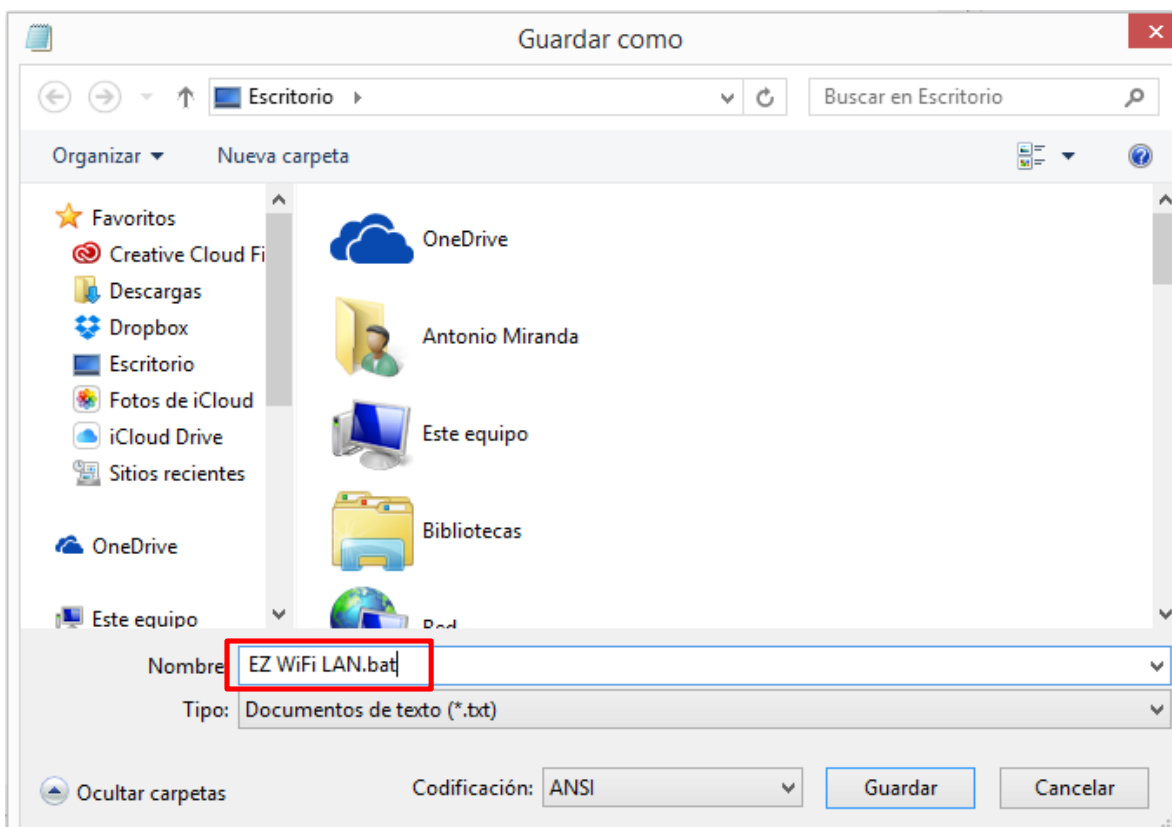 Guardar como
Escritorio
Buscar en Escritorio
Organizar
Nueva carpeta
Favoritos
Creative Cloud Fi
Descargas
Dropbox
Escritorio
Fotos de iCloud
iCloud Drive
Sitios recientes
OneDrive
Este equipo
OneDrive
Antonio Miranda
Este equipo
Bibliotecas
Red
Nombre
EZ WiFi LAN.bat
Tipo: Documentos de texto (*.txt)
Ocultar carpetas
Codificación: ANSI
Guardar
Cancelar